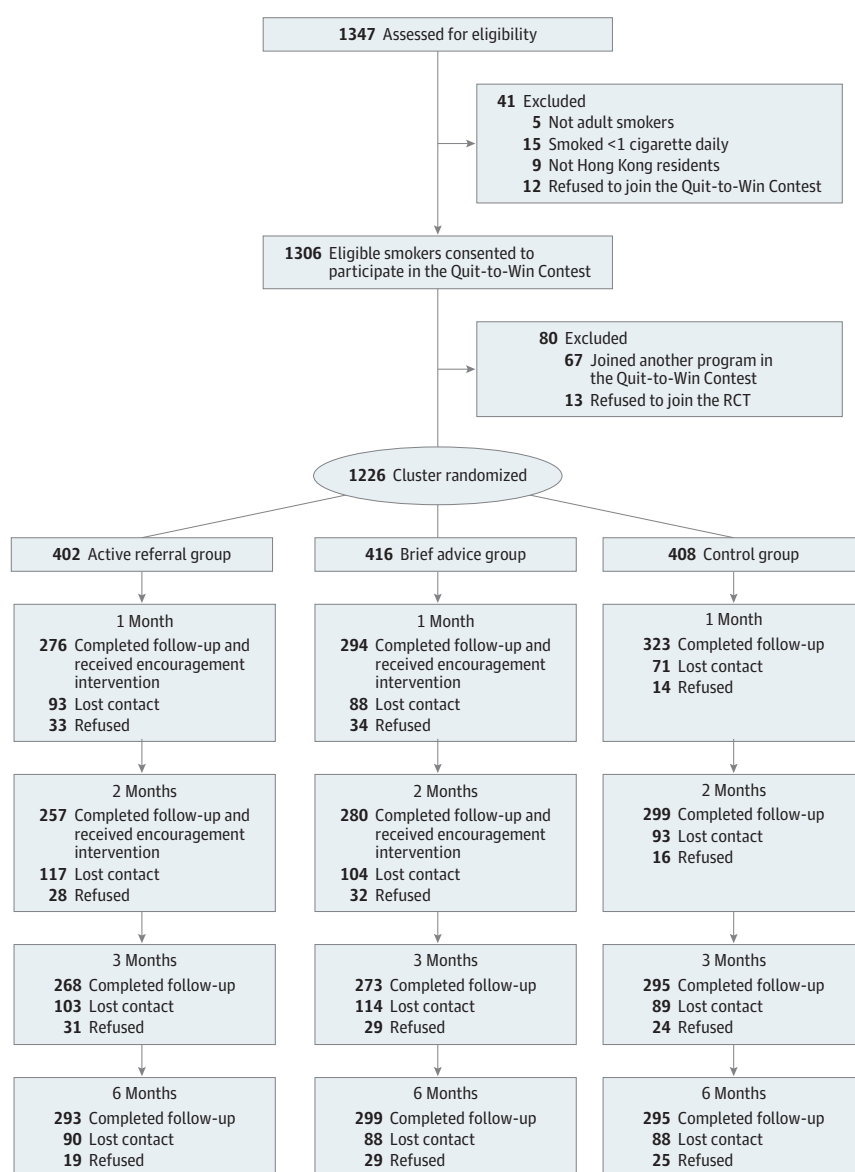 1347 Assessed for eligibility
41 Excluded
5 Not adult smokers
15 Smoked <1 cigarette daily
9 Not Hong Kong residents
12 Refused to join the Quit-to-Win Contest
1306 Eligible smokers consented to
participate in the Quit-to-Win Contest
80 Excluded
67 Joined another program in
the Quit-to-Win Contest
13 Refused to join the RCT
1226 Cluster randomized
402 Active referral group
416 Brief advice group
408 Control group
1 Month
276 Completed follow-up and
received encouragement
intervention
93 Lost contact
33 Refused
1 Month
294 Completed follow-up and
received encouragement
intervention
88 Lost contact
34 Refused
1 Month
323 Completed follow-up
71 Lost contact
14 Refused
2 Months
257 Completed follow-up and
received encouragement
intervention
117 Lost contact
28 Refused
2 Months
280 Completed follow-up and
received encouragement
intervention
104 Lost contact
32 Refused
2 Months
299 Completed follow-up
93 Lost contact
16 Refused
3 Months
268 Completed follow-up
103 Lost contact
31 Refused
3 Months
273 Completed follow-up
114 Lost contact
29 Refused
3 Months
295 Completed follow-up
89 Lost contact
24 Refused
6 Months
293 Completed follow-up
90 Lost contact
19 Refused
6 Months
299 Completed follow-up
88 Lost contact
29 Refused
6 Months
295 Completed follow-up
88 Lost contact
25 Refused